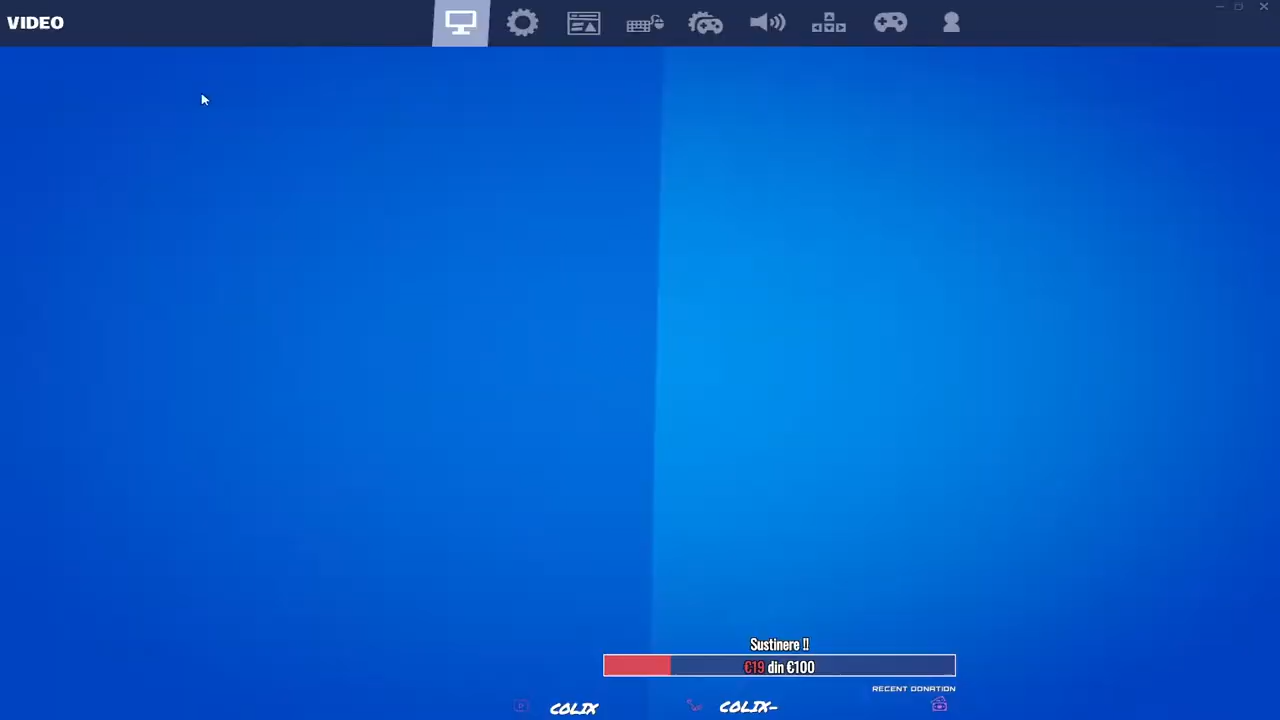 VIDEO
Sustinere !!
€19 din €100
RECENT DONATION
COLIX
COLIX-